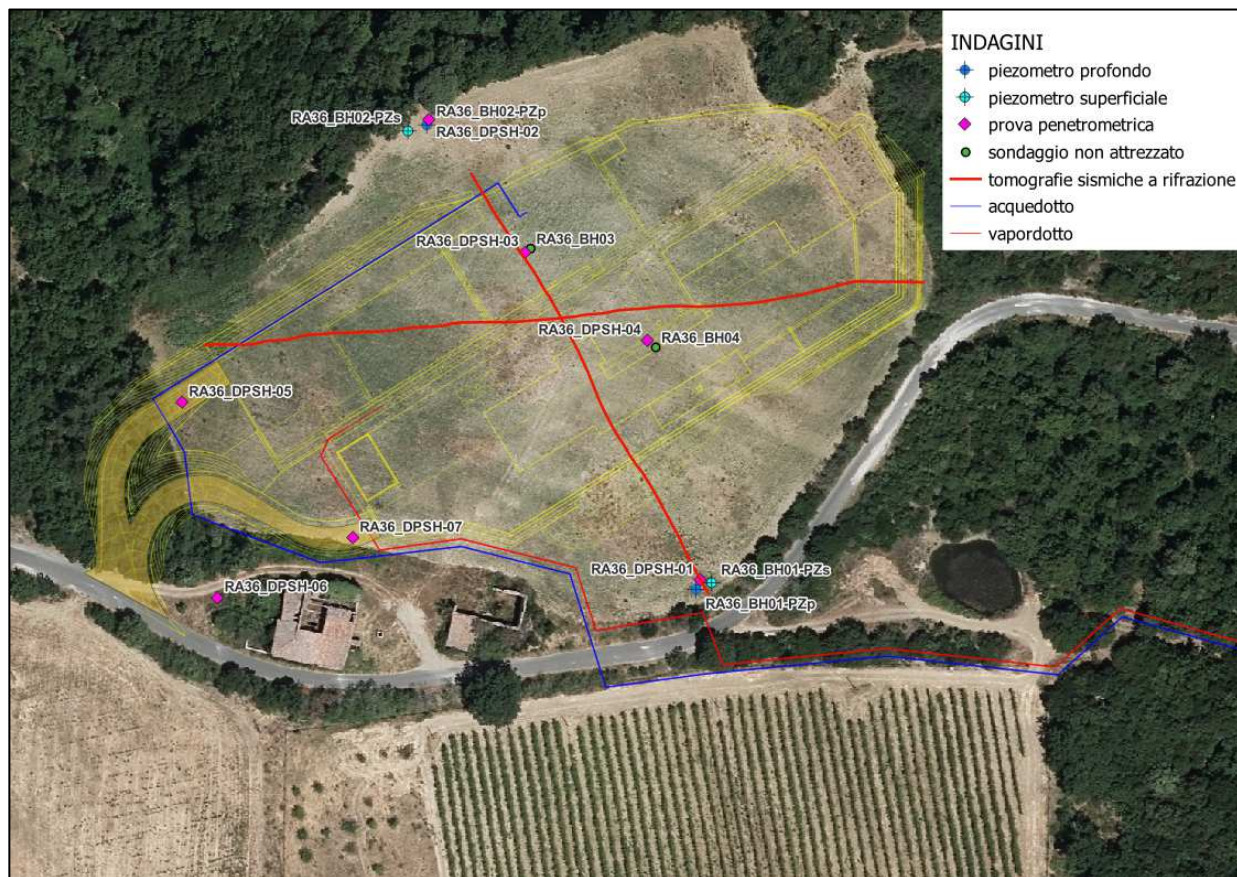 INDAGINI
piezometro profondo
piezometro superficiale
prova penetrometrica
sondaggio non attrezzato
tomografie sismiche a rifrazione
acquedotto
vapordotto
RA36_BH02-PZs
RA36_BH02-PZp
RA36_DPSH-02
RA36_DPSH-03
RA36_BH03
RA36_DPSH-04
RA36_BH04
RA36_DPSH-05
RA36_DPSH-07
RA36_DPSH-06
RA36_DPSH-01
RA36_BH01-PZs
RA36_BH01-PZp